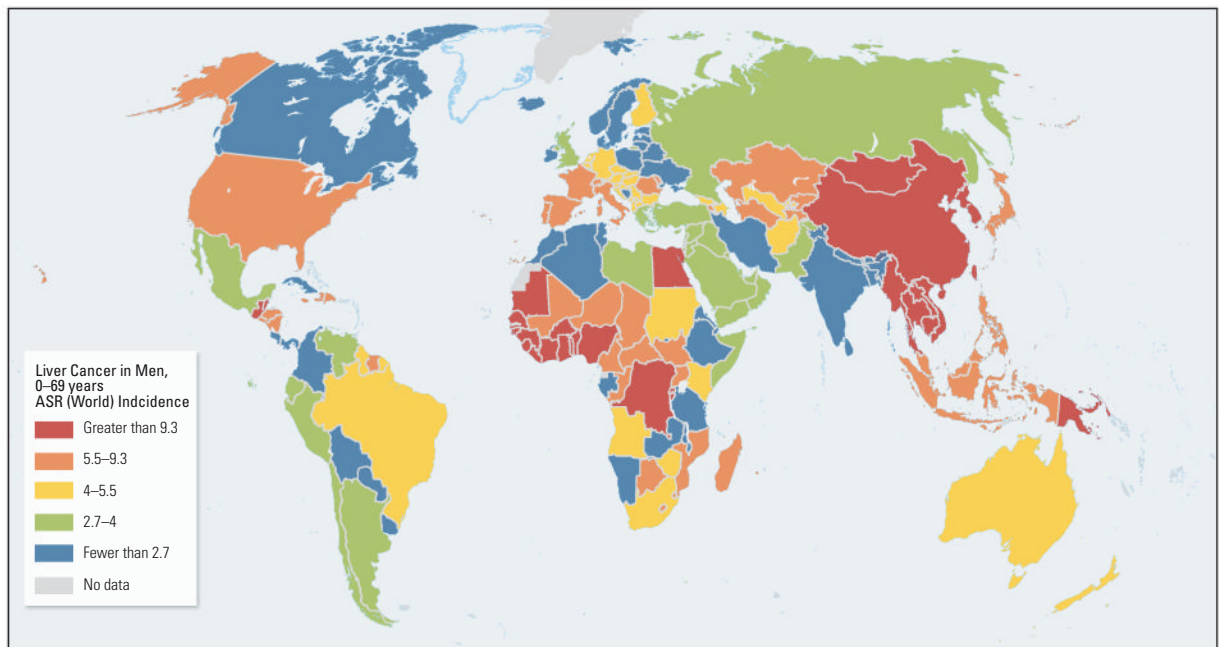 Liver Cancer in Men,
0–69 years
ASR (World) Indcidence
Greater than 9.3
5.5–9.3
4–5.5
2.7–4
Fewer than 2.7
No data